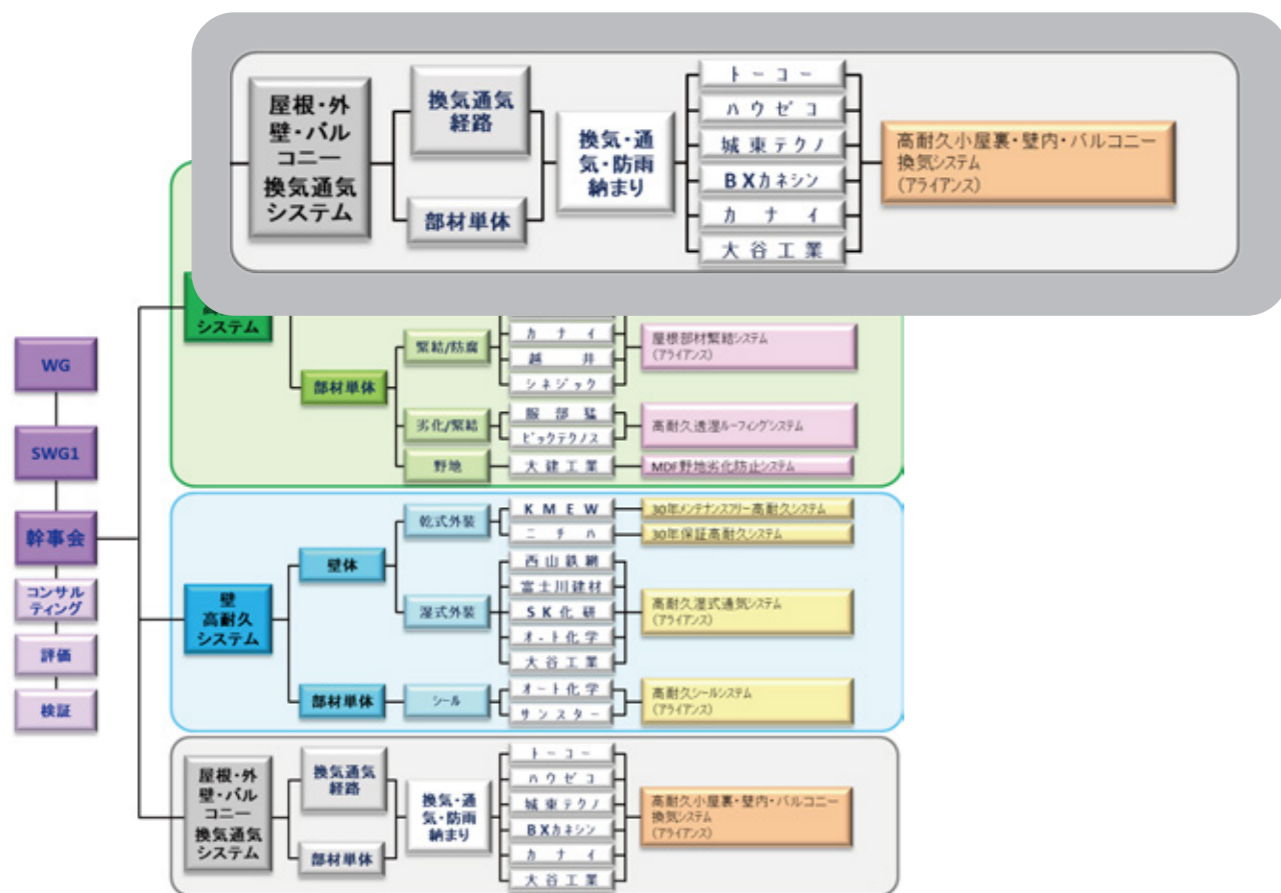 屋根・外
壁・バル
コニー
換気通気
システム
換気通気
経路
部材単体
換気・通
気・防雨
納まり
トーコー
ハウゼコ
城東テクノ
BXカネシン
カナイ
大谷工業
高耐久小屋裏・壁内・バルコニー
換気システム
(アライアンス)
システム
部材単体
緊結/防腐
劣化/緊結
野地
カナイ
越井
シネジック
服部猛
ビックテクノス
大建工業
屋根部材緊結システム
(アライアンス)
高耐久透湿ルーフィングシステム
MDF野地劣化防止システム
WG
SWG1
幹事会
コンサル
ティング
評価
検証
壁
高耐久
システム
壁体
部材単体
乾式外装
湿式外装
シール
KMEW
ニチハ
西山鉄網
富士川建材
SK化研
オート化学
大谷工業
オート化学
サンスター
30年メンテナンスフリー高耐久システム
30年保証高耐久システム
高耐久湿式通気システム
(アライアンス)
高耐久シールシステム
(アライアンス)
屋根・外
壁・バル
コニー
換気通気
システム
換気通気
経路
部材単体
換気・通
気・防雨
納まり
トーコー
ハウゼコ
城東テクノ
BXカネシン
カナイ
大谷工業
高耐久小屋裏・壁内・バルコニー
換気システム
(アライアンス)